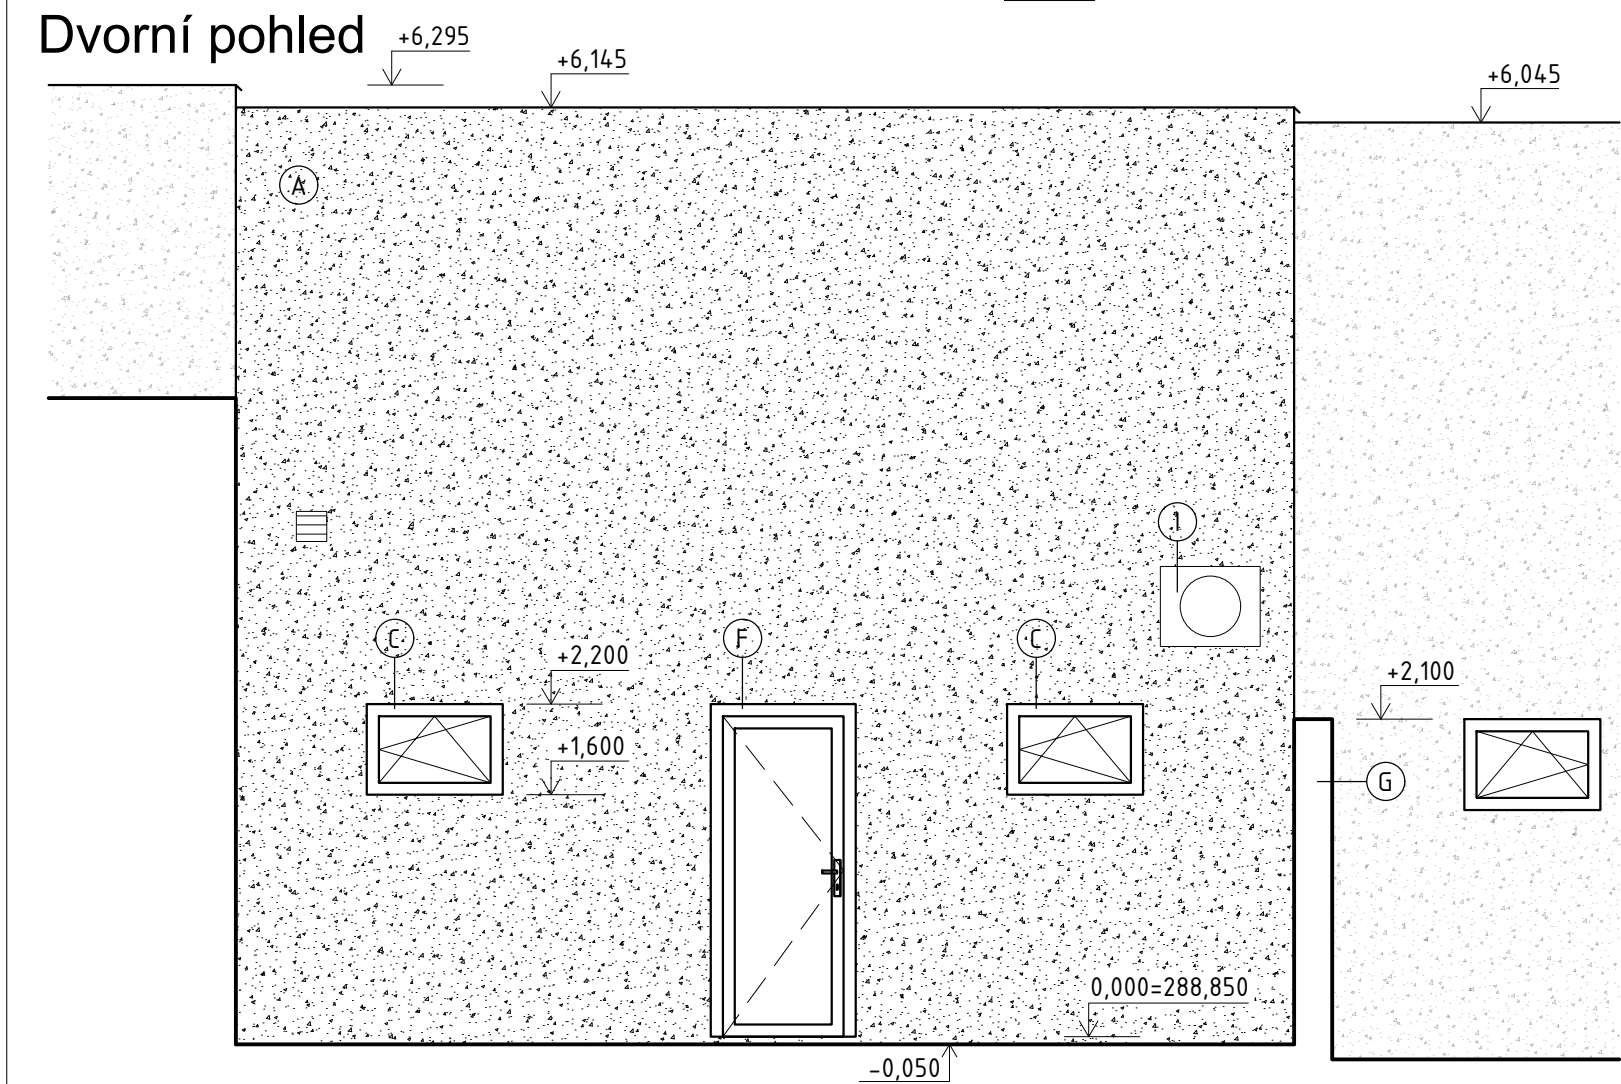 Dvorní pohled
+6,295
+6,145
+6,045
A
1
C
F
C
+2,200
+2,100
+1,600
G
0,000=288,850
-0,050